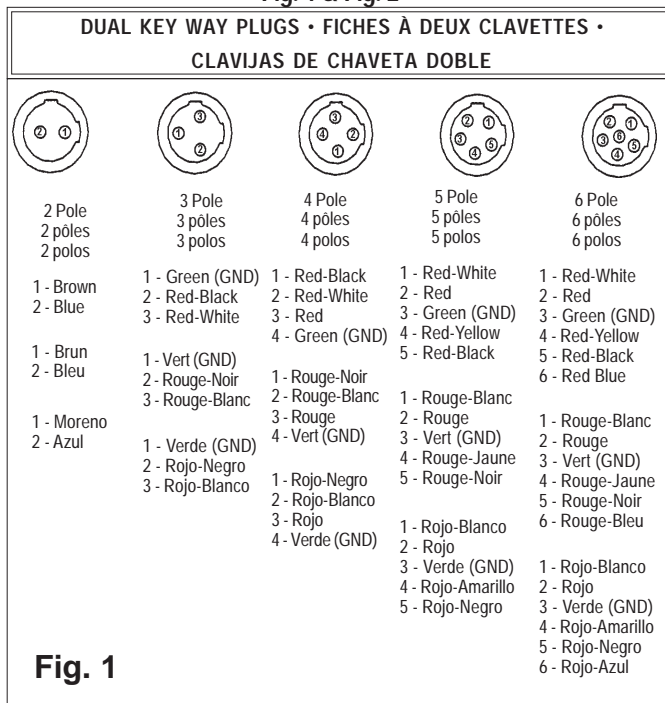 DUAL KEY WAY PLUGS • FICHES À DEUX CLAVETTES •
CLAVIJAS DE CHAVETA DOBLE
2 1
3 1 2
3 4 2 1
2 1 3 5 4
2 1 3 6 5 4
2 Pole
2 pôles
2 polos
1 - Brown
2 - Blue
1 - Brun
2 - Bleu
1 - Moreno
2 - Azul
3 Pole
3 pôles
3 polos
1 - Green (GND)
2 - Red-Black
3 - Red-White
1 - Vert (GND)
2 - Rouge-Noir
3 - Rouge-Blanc
1 - Verde (GND)
2 - Rojo-Negro
3 - Rojo-Blanco
4 Pole
4 pôles
4 polos
1 - Red-Black
2 - Red-White
3 - Red
4 - Green (GND)
1 - Rouge-Noir
2 - Rouge-Blanc
3 - Rouge
4 - Vert (GND)
1 - Rojo-Negro
2 - Rojo-Blanco
3 - Rojo
4 - Verde (GND)
5 Pole
5 pôles
5 polos
1 - Red-White
2 - Red
3 - Green (GND)
4 - Red-Yellow
5 - Red-Black
1 - Rouge-Blanc
2 - Rouge
3 - Vert (GND)
4 - Rouge-Jaune
5 - Rouge-Noir
1 - Rojo-Blanco
2 - Rojo
3 - Verde (GND)
4 - Rojo-Amarillo
5 - Rojo-Negro
6 Pole
6 pôles
6 polos
1 - Red-White
2 - Red
3 - Green (GND)
4 - Red-Yellow
5 - Red-Black
6 - Red Blue
1 - Rouge-Blanc
2 - Rouge
3 - Vert (GND)
4 - Rouge-Jaune
5 - Rouge-Noir
6 - Rouge-Bleu
1 - Rojo-Blanco
2 - Rojo
3 - Verde (GND)
4 - Rojo-Amarillo
5 - Rojo-Negro
6 - Rojo-Azul
Fig. 1